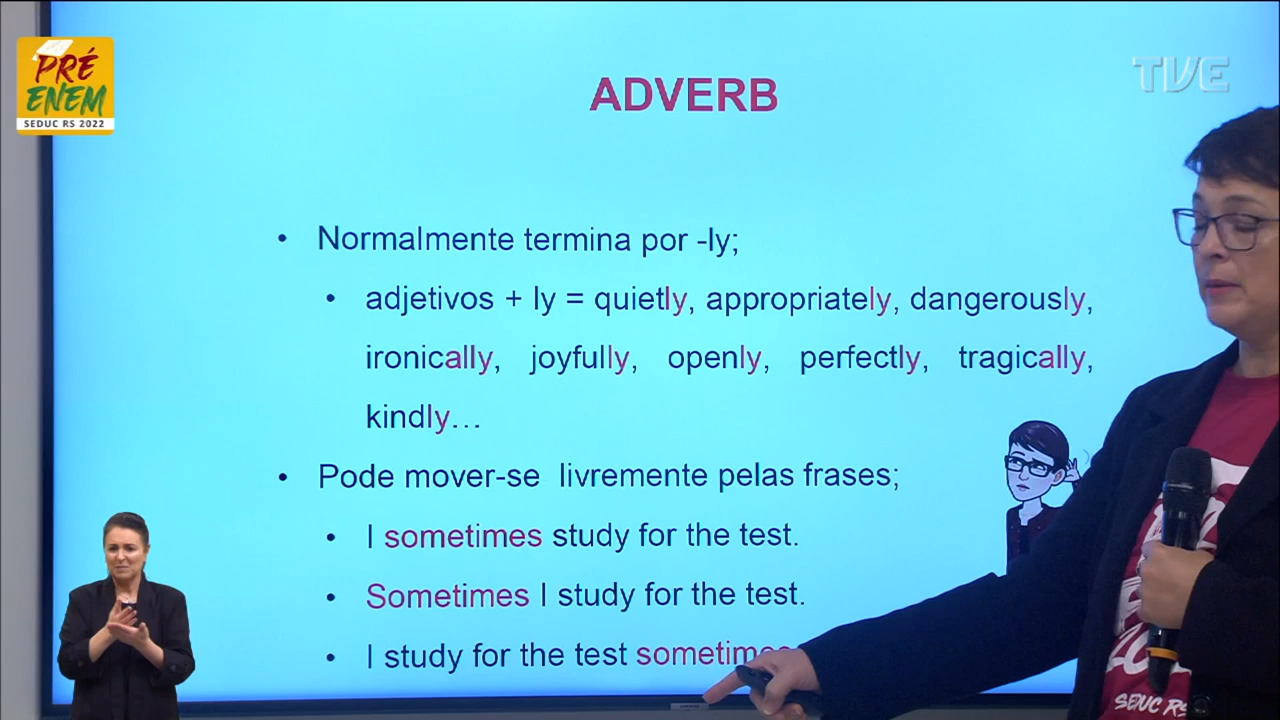 PRÉ
ENEM
SEDUC RS 2022
TVE
ADVERB
• Normalmente termina por -ly;
• adjetivos + ly = quietly, appropriately, dangerously,
ironically, joyfully, openly, perfectly, tragically,
kindly…
• Pode mover-se livremente pelas frases;
• I sometimes study for the test.
• Sometimes I study for the test.
• I study for the test sometimes
SEDUC RS